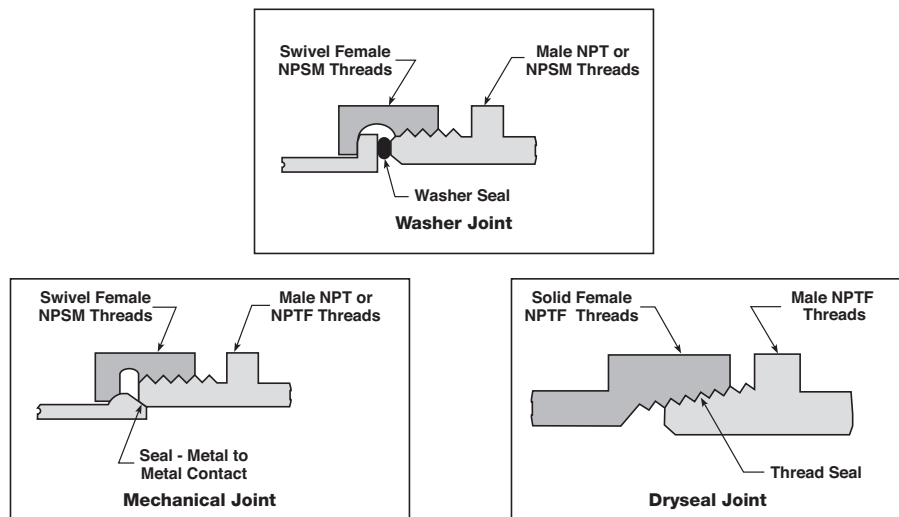 Swivel Female
NPSM Threads
Male NPT or
NPSM Threads
Washer Seal
Washer Joint
Swivel Female
NPSM Threads
Male NPT or
NPTF Threads
Seal - Metal to
Metal Contact
Mechanical Joint
Solid Female
NPTF Threads
Male NPTF
Threads
Thread Seal
Dryseal Joint